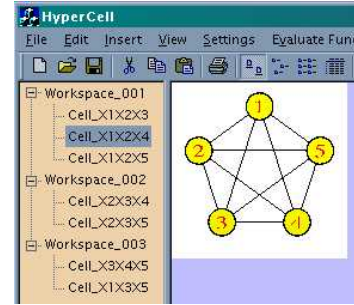 HyperCell
File Edit Insert View Settings Evaluate Fun
Workspace_001
Cell_X1X2X3
Cell_X1X2X4
Cell_X1X2X5
Workspace_002
Cell_X2X3X4
Cell_X2X3X5
Workspace_003
Cell_X3X4X5
Cell_X1X3X5
1
2
5
3
4